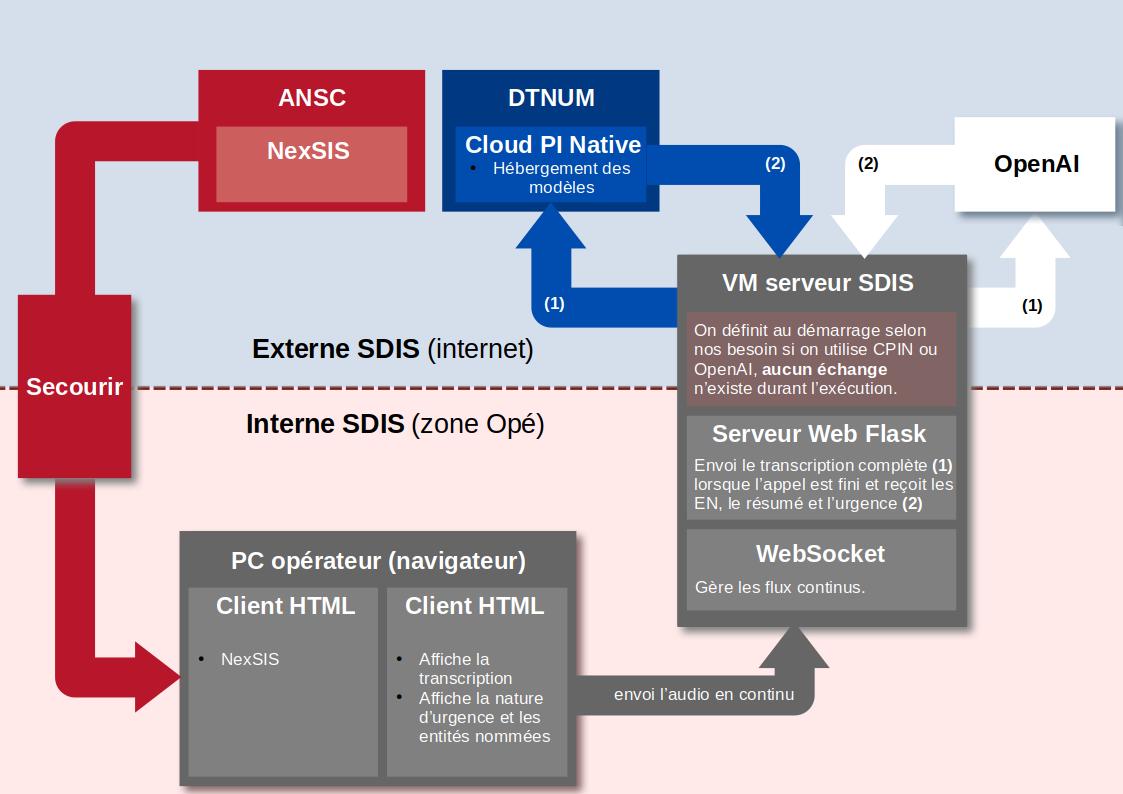 ANSC
NexSIS
DTNUM
Cloud PI Native
• Hébergement des
modèles
(2)
(2)
OpenAI
(1)
(1)
VM serveur SDIS
On définit au démarrage selon
nos besoin si on utilise CPIN ou
OpenAI, aucun échange
n'existe durant l'exécution.
Externe SDIS (internet)
Secourir
Interne SDIS (zone Opé)
Serveur Web Flask
Envoi le transcription complète (1)
lorsque l'appel est fini et reçoit les
EN, le résumé et l'urgence (2)
WebSocket
Gère les flux continus.
PC opérateur (navigateur)
Client HTML
• NexSIS
Client HTML
• Affiche la
transcription
• Affiche la nature
d'urgence et les
entités nommées
envoi l'audio en continu